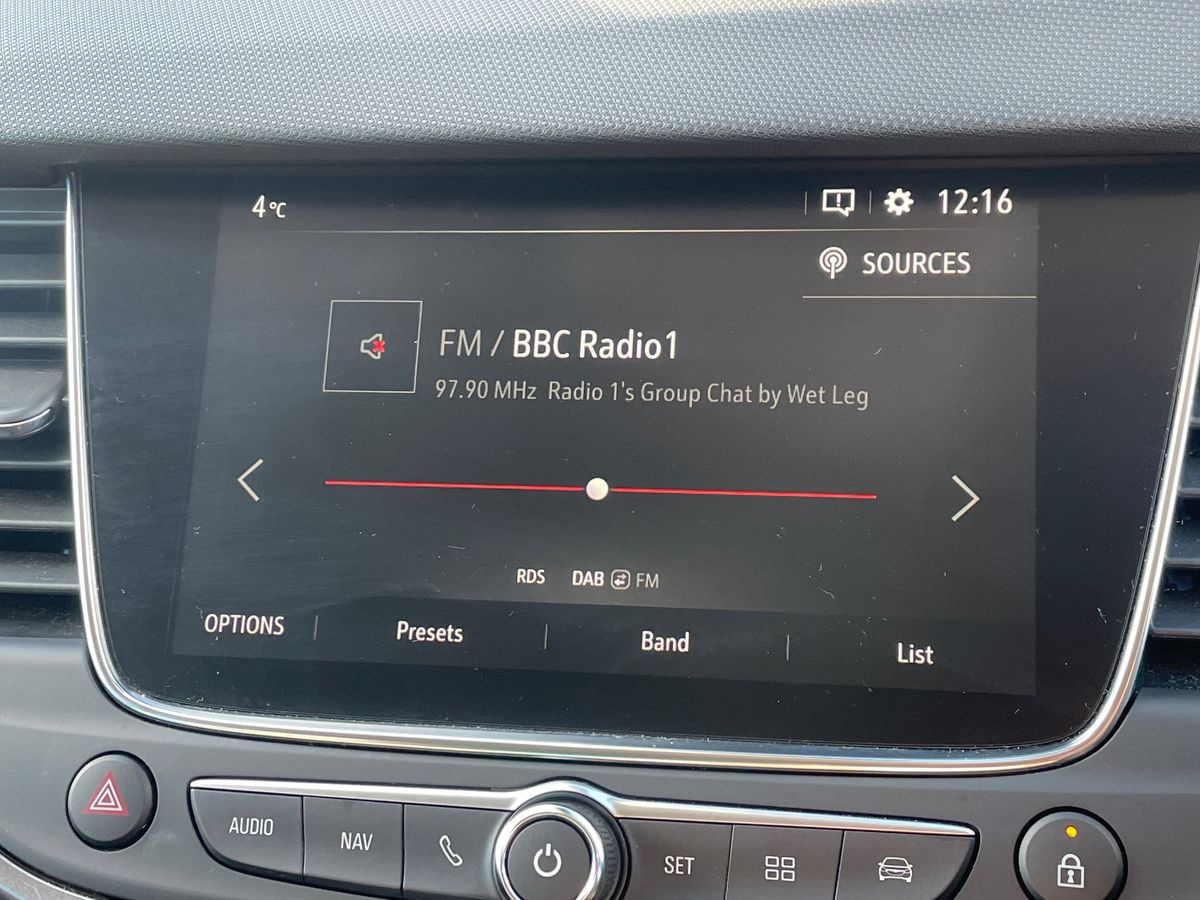 4°C
12:16
SOURCES
FM / BBC Radio1
97.90 MHz Radio 1's Group Chat by Wet Leg
RDS DAB FM
OPTIONS Presets Band List
AUDIO NAV SET